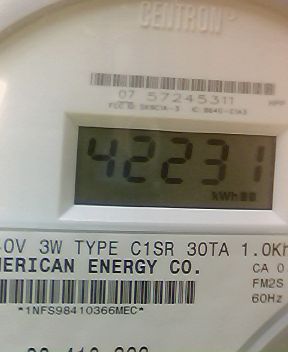 CENTRON
07 57245311
42231
kWh
0V 3W TYPE C1SR 30TA 1.0Kh
MERICAN ENERGY CO.
CA 0.
FM2S
60Hz
*1NFS98410366MEC*